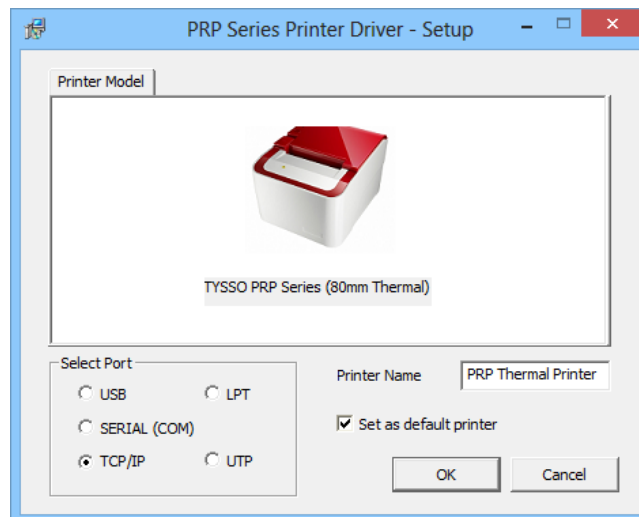 PRP Series Printer Driver - Setup
Printer Model
TYSSO PRP Series (80mm Thermal)
Select Port
USB
LPT
SERIAL (COM)
TCP/IP
UTP
Printer Name
PRP Thermal Printer
Set as default printer
OK
Cancel